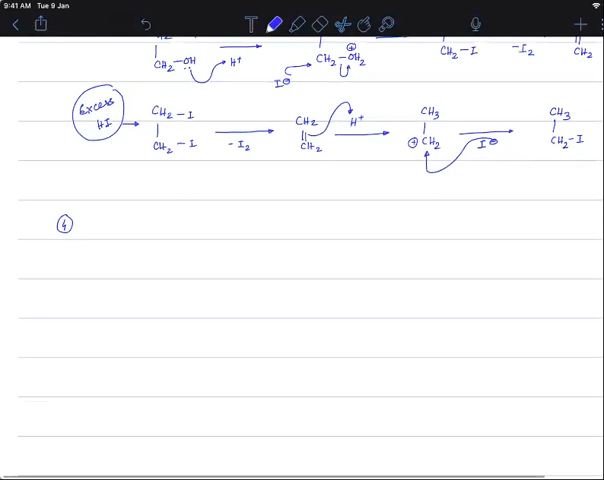 9:41 AM Tue 9 Jan
CH2 – OH H+ CH2 – OH2 ⊕ I⊖ CH2 – I – I2 CH2
Excess HI CH2 – I CH2 H+ CH3 CH3
CH2 – I – I2 CH2 ⊕ CH2 I⊖ CH2 – I
④